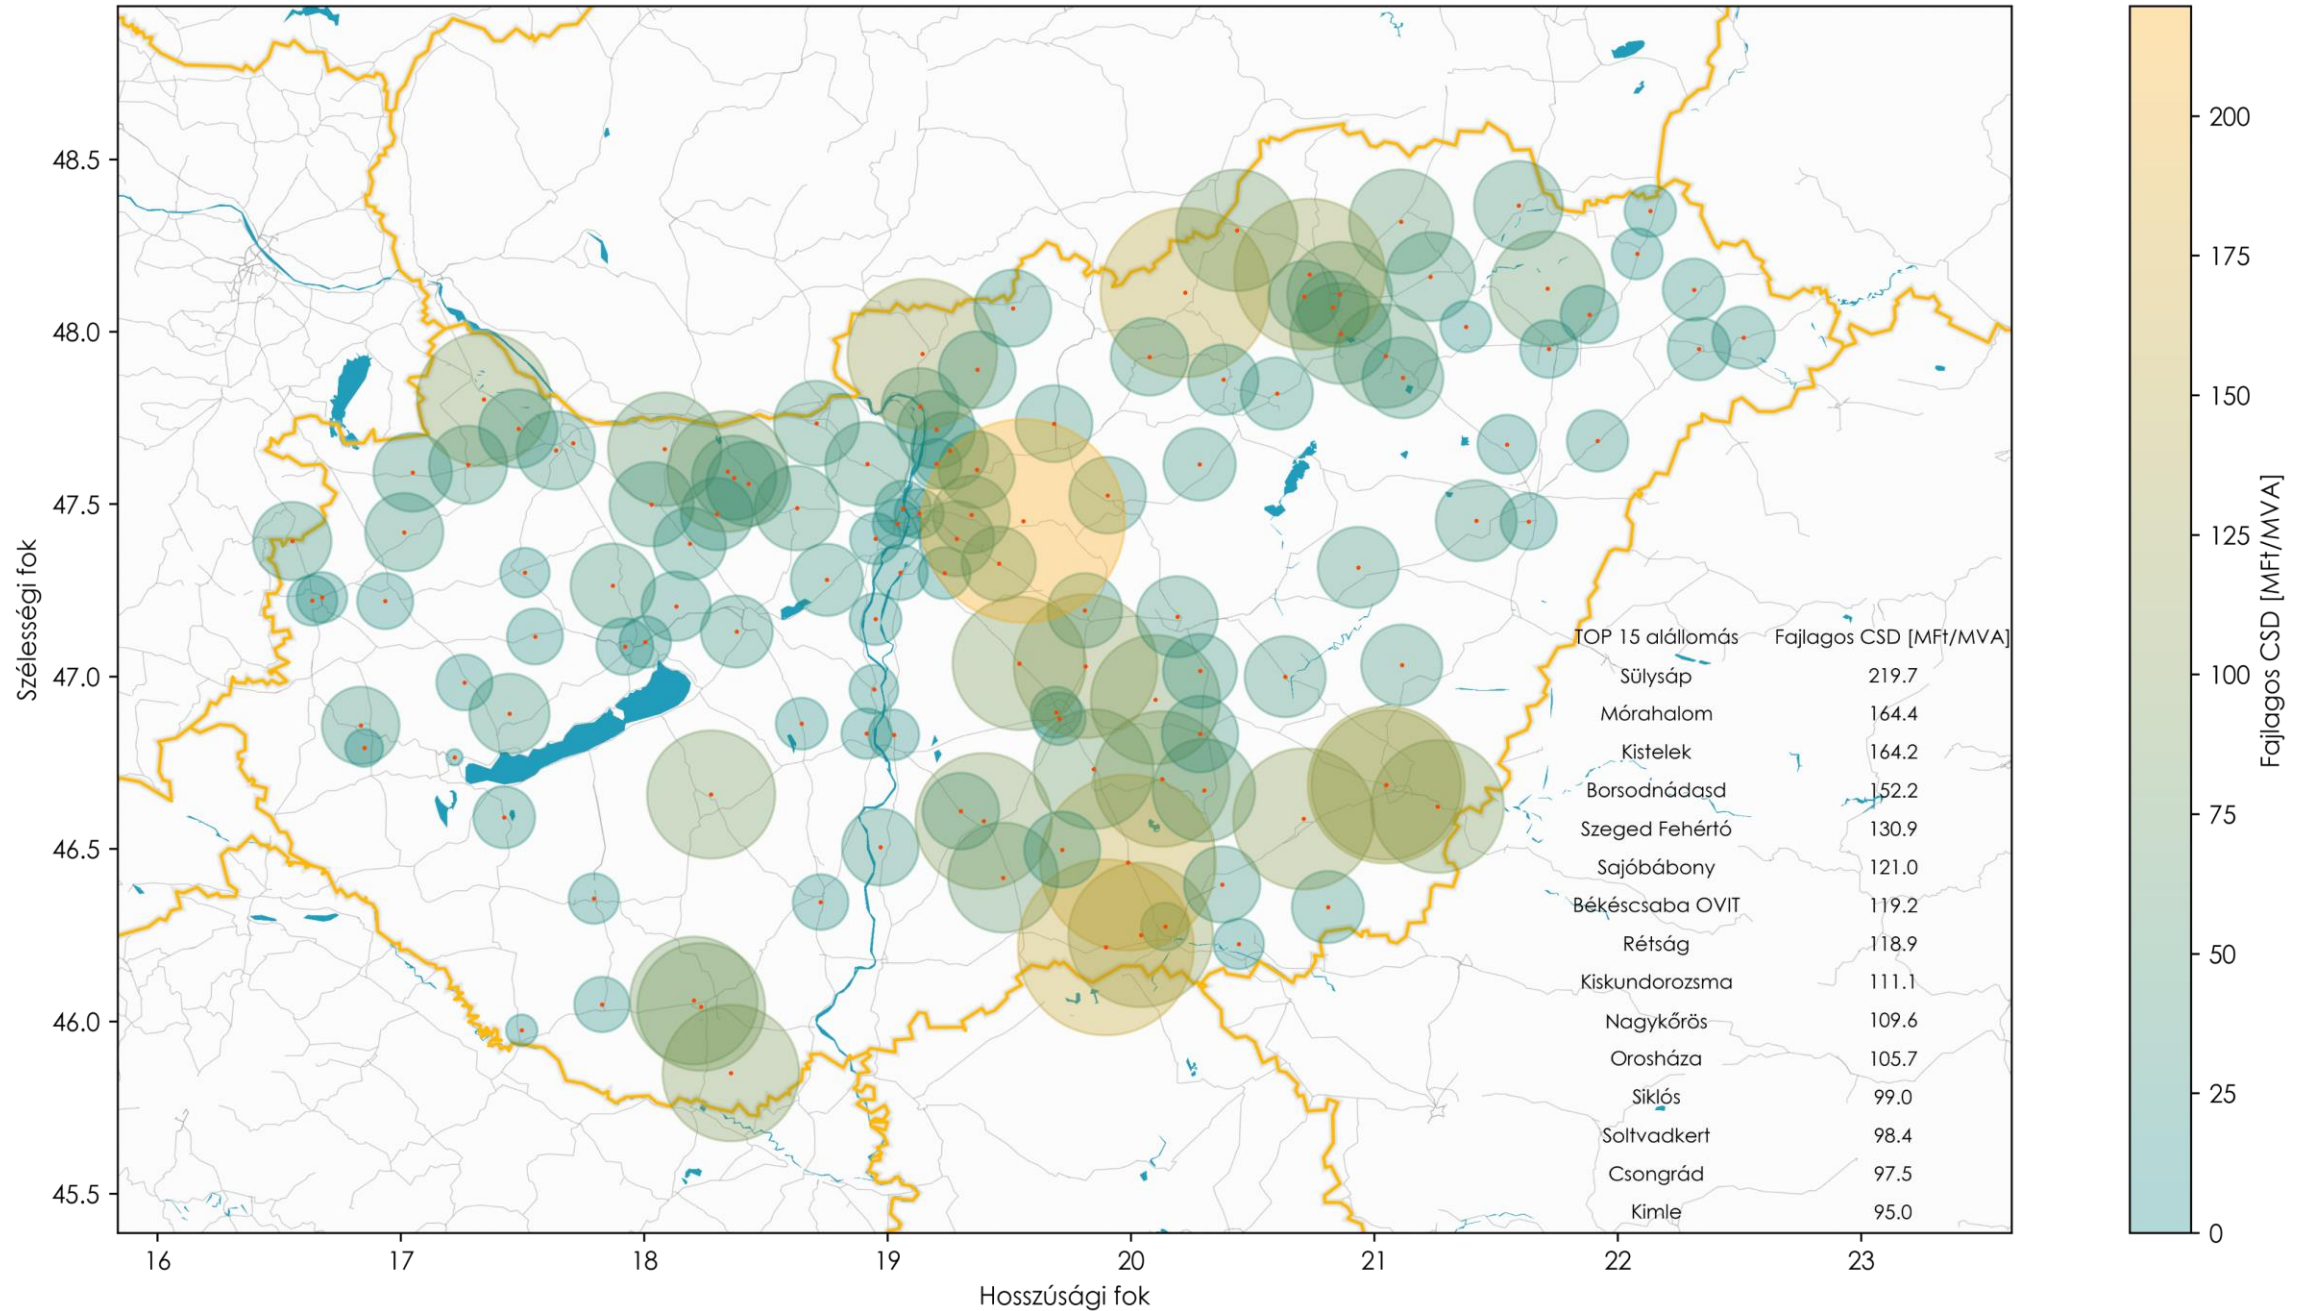 48.5
48.0
47.5
47.0
46.5
46.0
45.5
Szélességi fok
16 17 18 19 20 21 22 23
Hosszúsági fok
TOP 15 alállomás Fajlagos CSD [MFt/MVA]
Sülysáp 219.7
Mórahalom 164.4
Kistelek 164.2
Borsodnádasd 152.2
Szeged Fehértó 130.9
Sajóbábony 121.0
Békéscsaba OVIT 119.2
Rétság 118.9
Kiskundorozsma 111.1
Nagykőrös 109.6
Orosháza 105.7
Siklós 99.0
Soltvadkert 98.4
Csongrád 97.5
Kimle 95.0
200
175
150
125
100
75
50
25
0
Fajlagos CSD [MFt/MVA]